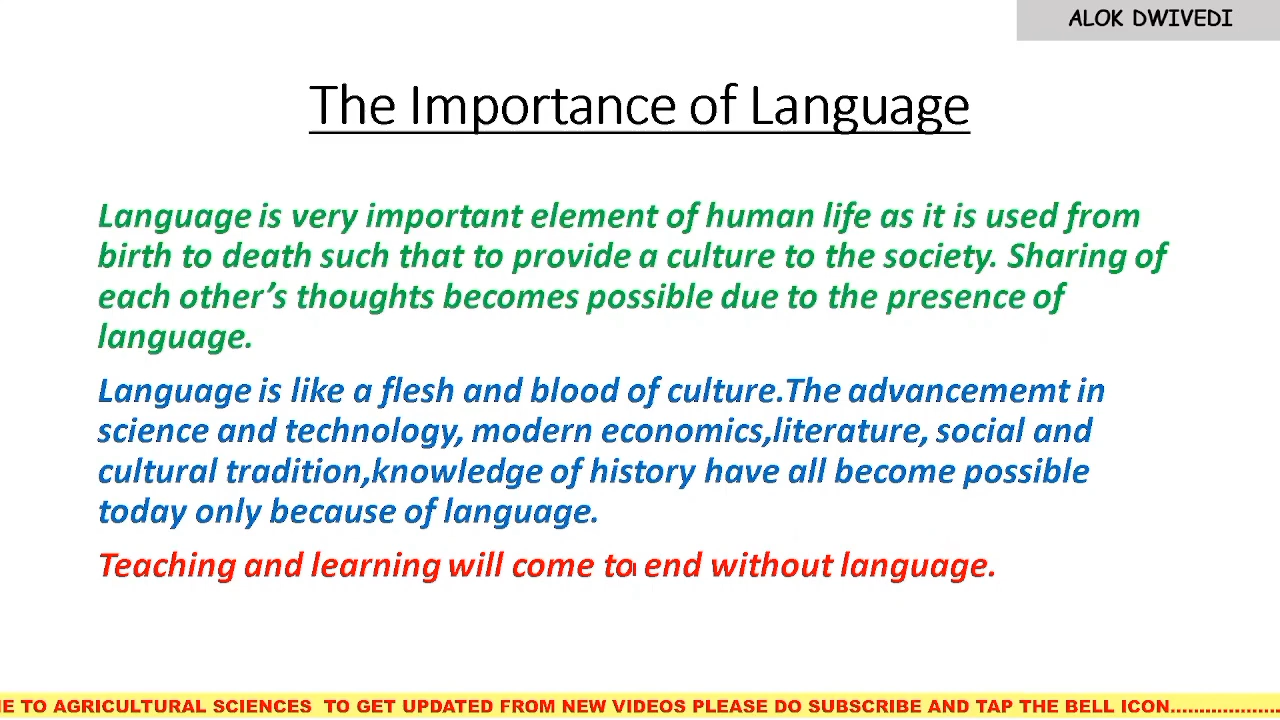 ALOK DWIVEDI
The Importance of Language
Language is very important element of human life as it is used from
birth to death such that to provide a culture to the society. Sharing of
each other’s thoughts becomes possible due to the presence of
language.
Language is like a flesh and blood of culture.The advancememt in
science and technology, modern economics,literature, social and
cultural tradition,knowledge of history have all become possible
today only because of language.
Teaching and learning will come to end without language.
TO AGRICULTURAL SCIENCES TO GET UPDATED FROM NEW VIDEOS PLEASE DO SUBSCRIBE AND TAP THE BELL ICON...................